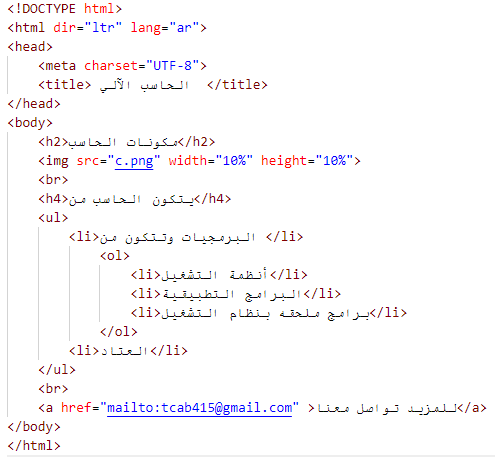 <!DOCTYPE html>
<html dir="ltr" lang="ar">
<head>
    <meta charset="UTF-8">
    <title> الحاسب الآلي  </title>
</head>
<body>
    <h2>مكونات الحاسب</h2>
    <img src="c.png" width="10%" height="10%">
    <br>
    <h4>يتكون الحاسب من</h4>
    <ul>
        <li>البرمجيات وتتكون من </li>
            <ol>
                <li>أنظمة التشغيل</li>
                <li>البرامج التطبيقية</li>
                <li>برامج ملحقه بنظام التشغيل</li>
            </ol>
        <li>العتاد</li>
    </ul>
    <br>
    <a href="mailto:tcab415@gmail.com" >للمزيد تواصل معنا</a>
</body>
</html>